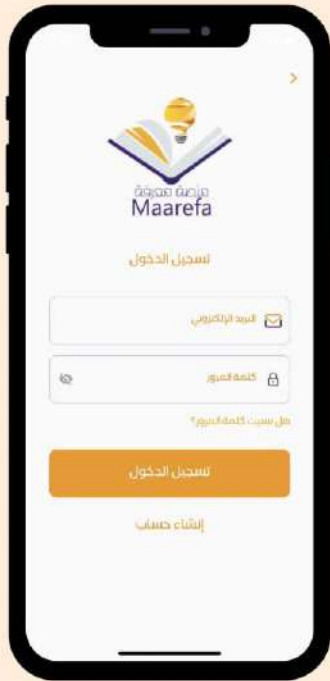 منصة معرفة
Maarefa
تسجيل الدخول
البريد الإلكتروني
كلمة المرور
هل نسيت كلمة المرور؟
تسجيل الدخول
إنشاء حساب